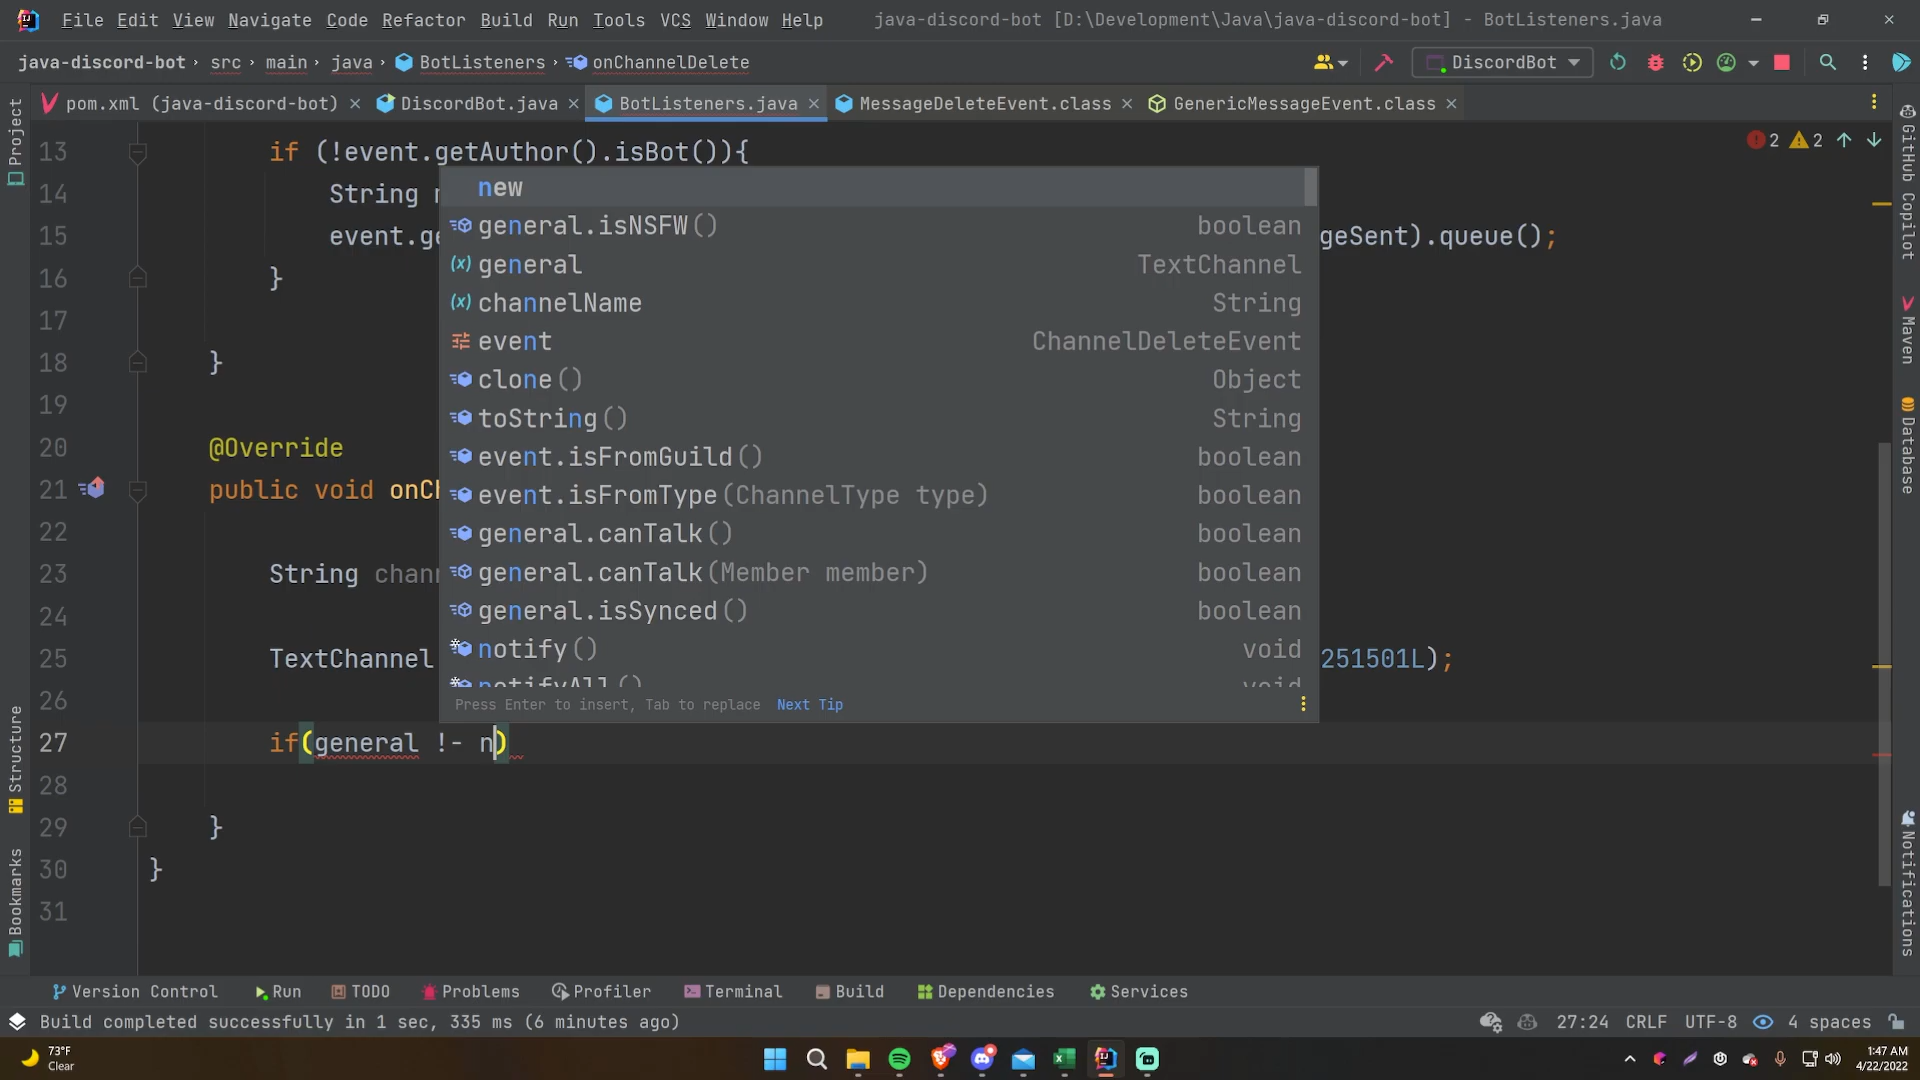 File Edit View Navigate Code Refactor Build Run Tools VCS Window Help java-discord-bot [D:\Development\Java\java-discord-bot] - BotListeners.java
java-discord-bot src main java BotListeners onChannelDelete DiscordBot
pom.xml (java-discord-bot) DiscordBot.java BotListeners.java MessageDeleteEvent.class GenericMessageEvent.class
Project
Structure
Bookmarks
2 2
13 if (!event.getAuthor().isBot()){
14 String
15 event.ge geSent).queue();
16 }
17
18 }
19
20 @Override
21 public void onCh
22
23 String chann
24
25 TextChannel 251501L);
26
27 if(general !- n)
28
29 }
30 }
31
new
general.isNSFW() boolean
general TextChannel
channelName String
event ChannelDeleteEvent
clone() Object
toString() String
event.isFromGuild() boolean
event.isFromType(ChannelType type) boolean
general.canTalk() boolean
general.canTalk(Member member) boolean
general.isSynced() boolean
notify() void
notifyAll() void
Press Enter to insert, Tab to replace Next Tip
GitHub Copilot
Maven
Database
Notifications
Version Control Run TODO Problems Profiler Terminal Build Dependencies Services
Build completed successfully in 1 sec, 335 ms (6 minutes ago) 27:24 CRLF UTF-8 4 spaces
73°F
Clear
1:47 AM
4/22/2022